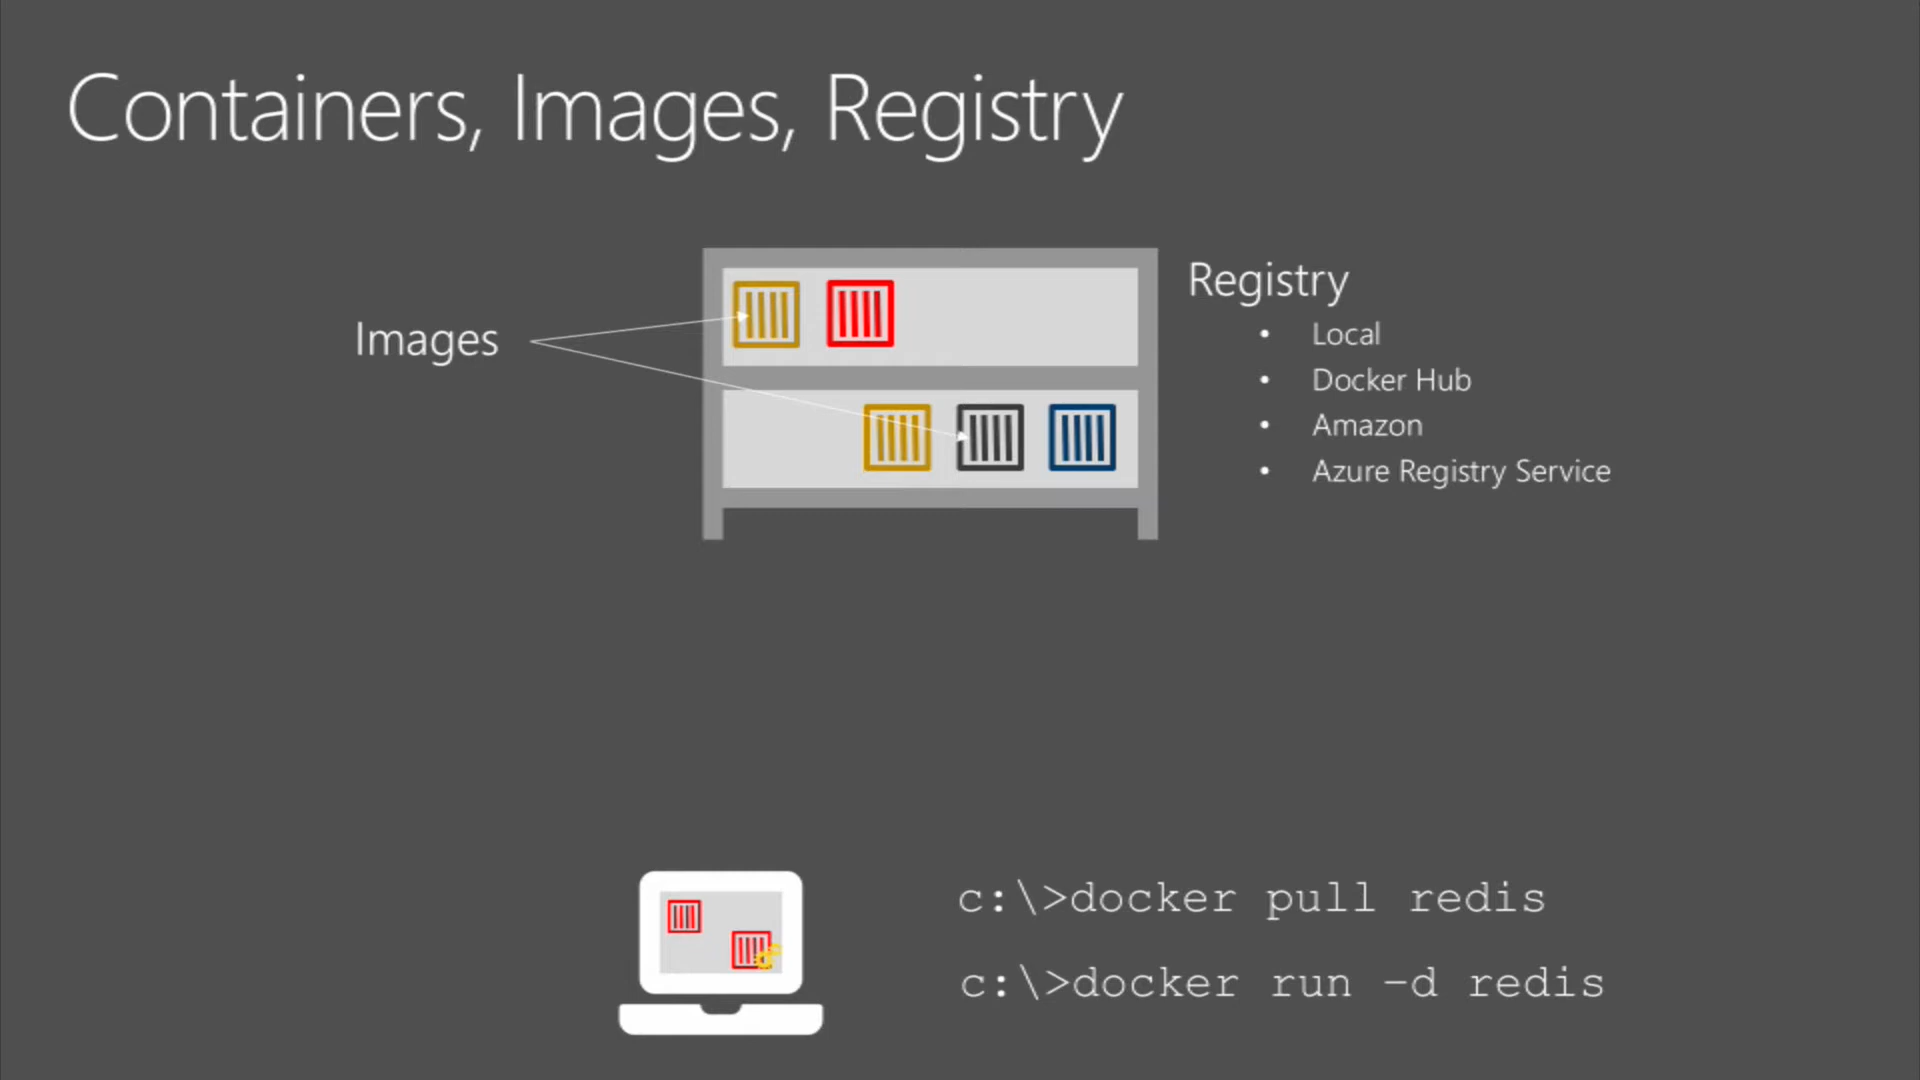 Containers, Images, Registry
Images
Registry
• Local
• Docker Hub
• Amazon
• Azure Registry Service
c:\>docker pull redis
c:\>docker run -d redis